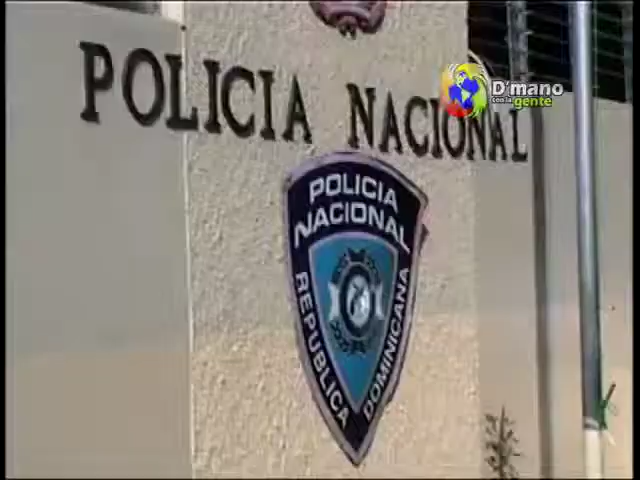 POLICIA NACIONAL
D'mano
con la gente
POLICIA
NACIONAL
REPUBLICA
DOMINICANA